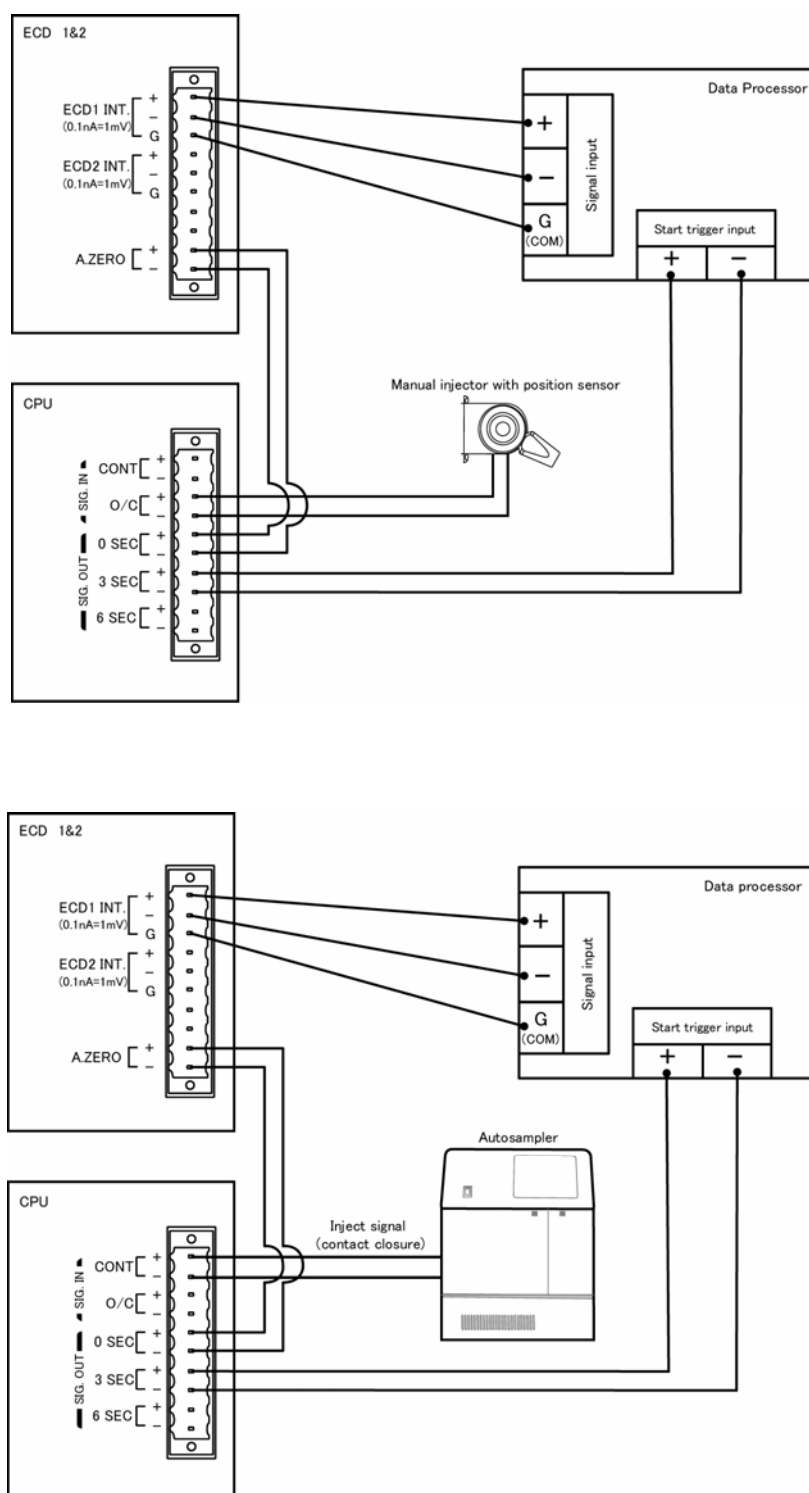 ECD 1&2
ECD1 INT.
(0.1nA=1mV)
+
−
G
ECD2 INT.
(0.1nA=1mV)
+
−
G
A.ZERO
+
−
Data Processor
+
−
G
(COM)
Signal input
Start trigger input
+ −
CPU
SIG. IN
CONT
+
−
O/C
+
−
SIG. OUT
0 SEC
+
−
3 SEC
+
−
6 SEC
+
−
Manual injector with position sensor
ECD 1&2
ECD1 INT.
(0.1nA=1mV)
+
−
G
ECD2 INT.
(0.1nA=1mV)
+
−
G
A.ZERO
+
−
Data processor
+
−
G
(COM)
Signal input
Start trigger input
+ −
Autosampler
CPU
Inject signal
(contact closure)
SIG. IN
CONT
+
−
O/C
+
−
SIG. OUT
0 SEC
+
−
3 SEC
+
−
6 SEC
+
−